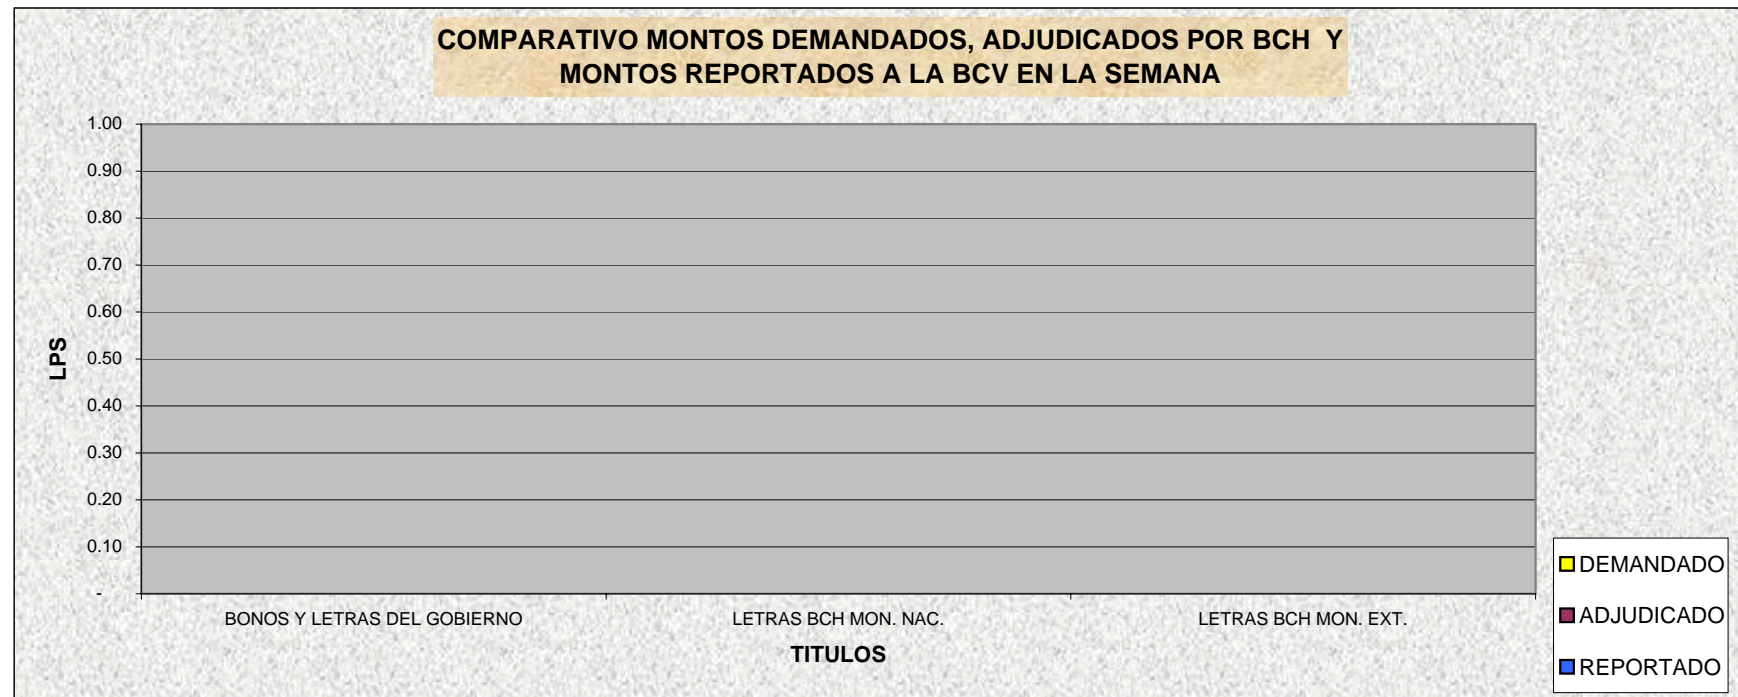 COMPARATIVO MONTOS DEMANDADOS, ADJUDICADOS POR BCH  Y
MONTOS REPORTADOS A LA BCV EN LA SEMANA
1.00
0.90
0.80
0.70
0.60
0.50
0.40
0.30
0.20
0.10
-
LPS
BONOS Y LETRAS DEL GOBIERNO
LETRAS BCH MON. NAC.
LETRAS BCH MON. EXT.
TITULOS
DEMANDADO
ADJUDICADO
REPORTADO